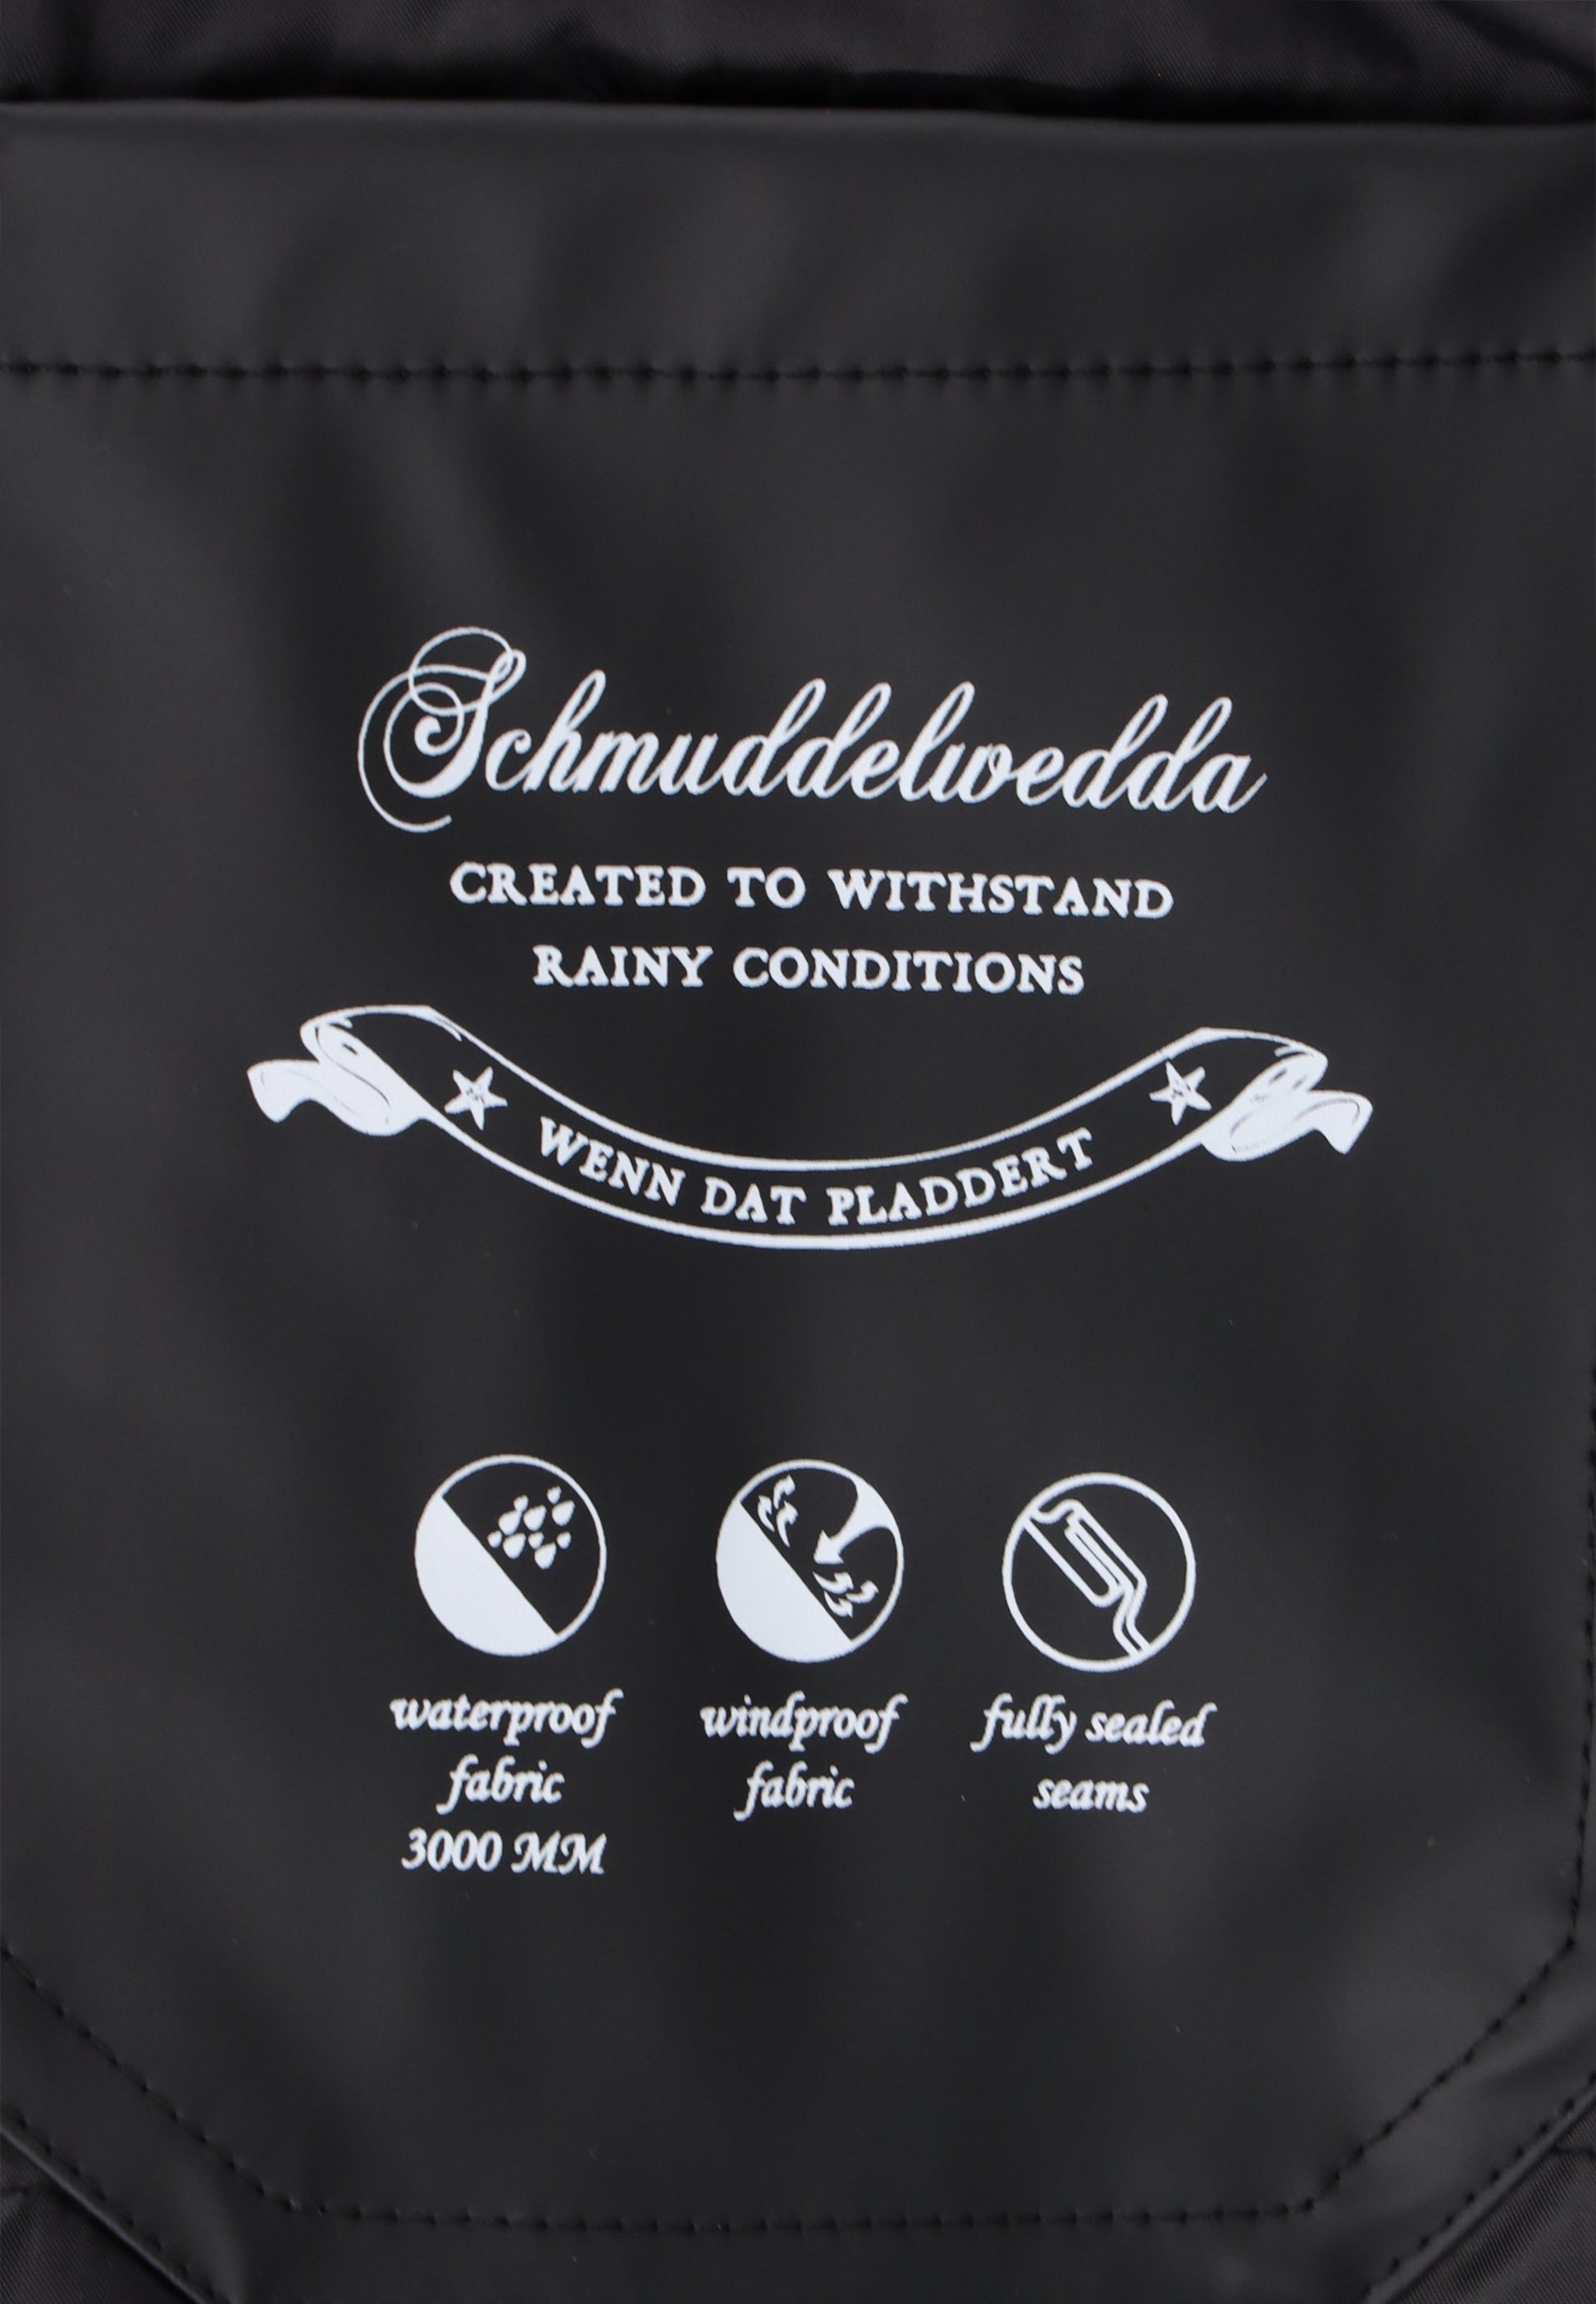 Schmuddelwedda
CREATED TO WITHSTAND
RAINY CONDITIONS
WENN DAT PLADDERT
waterproof
fabric
3000 MM
windproof
fabric
fully sealed
seams